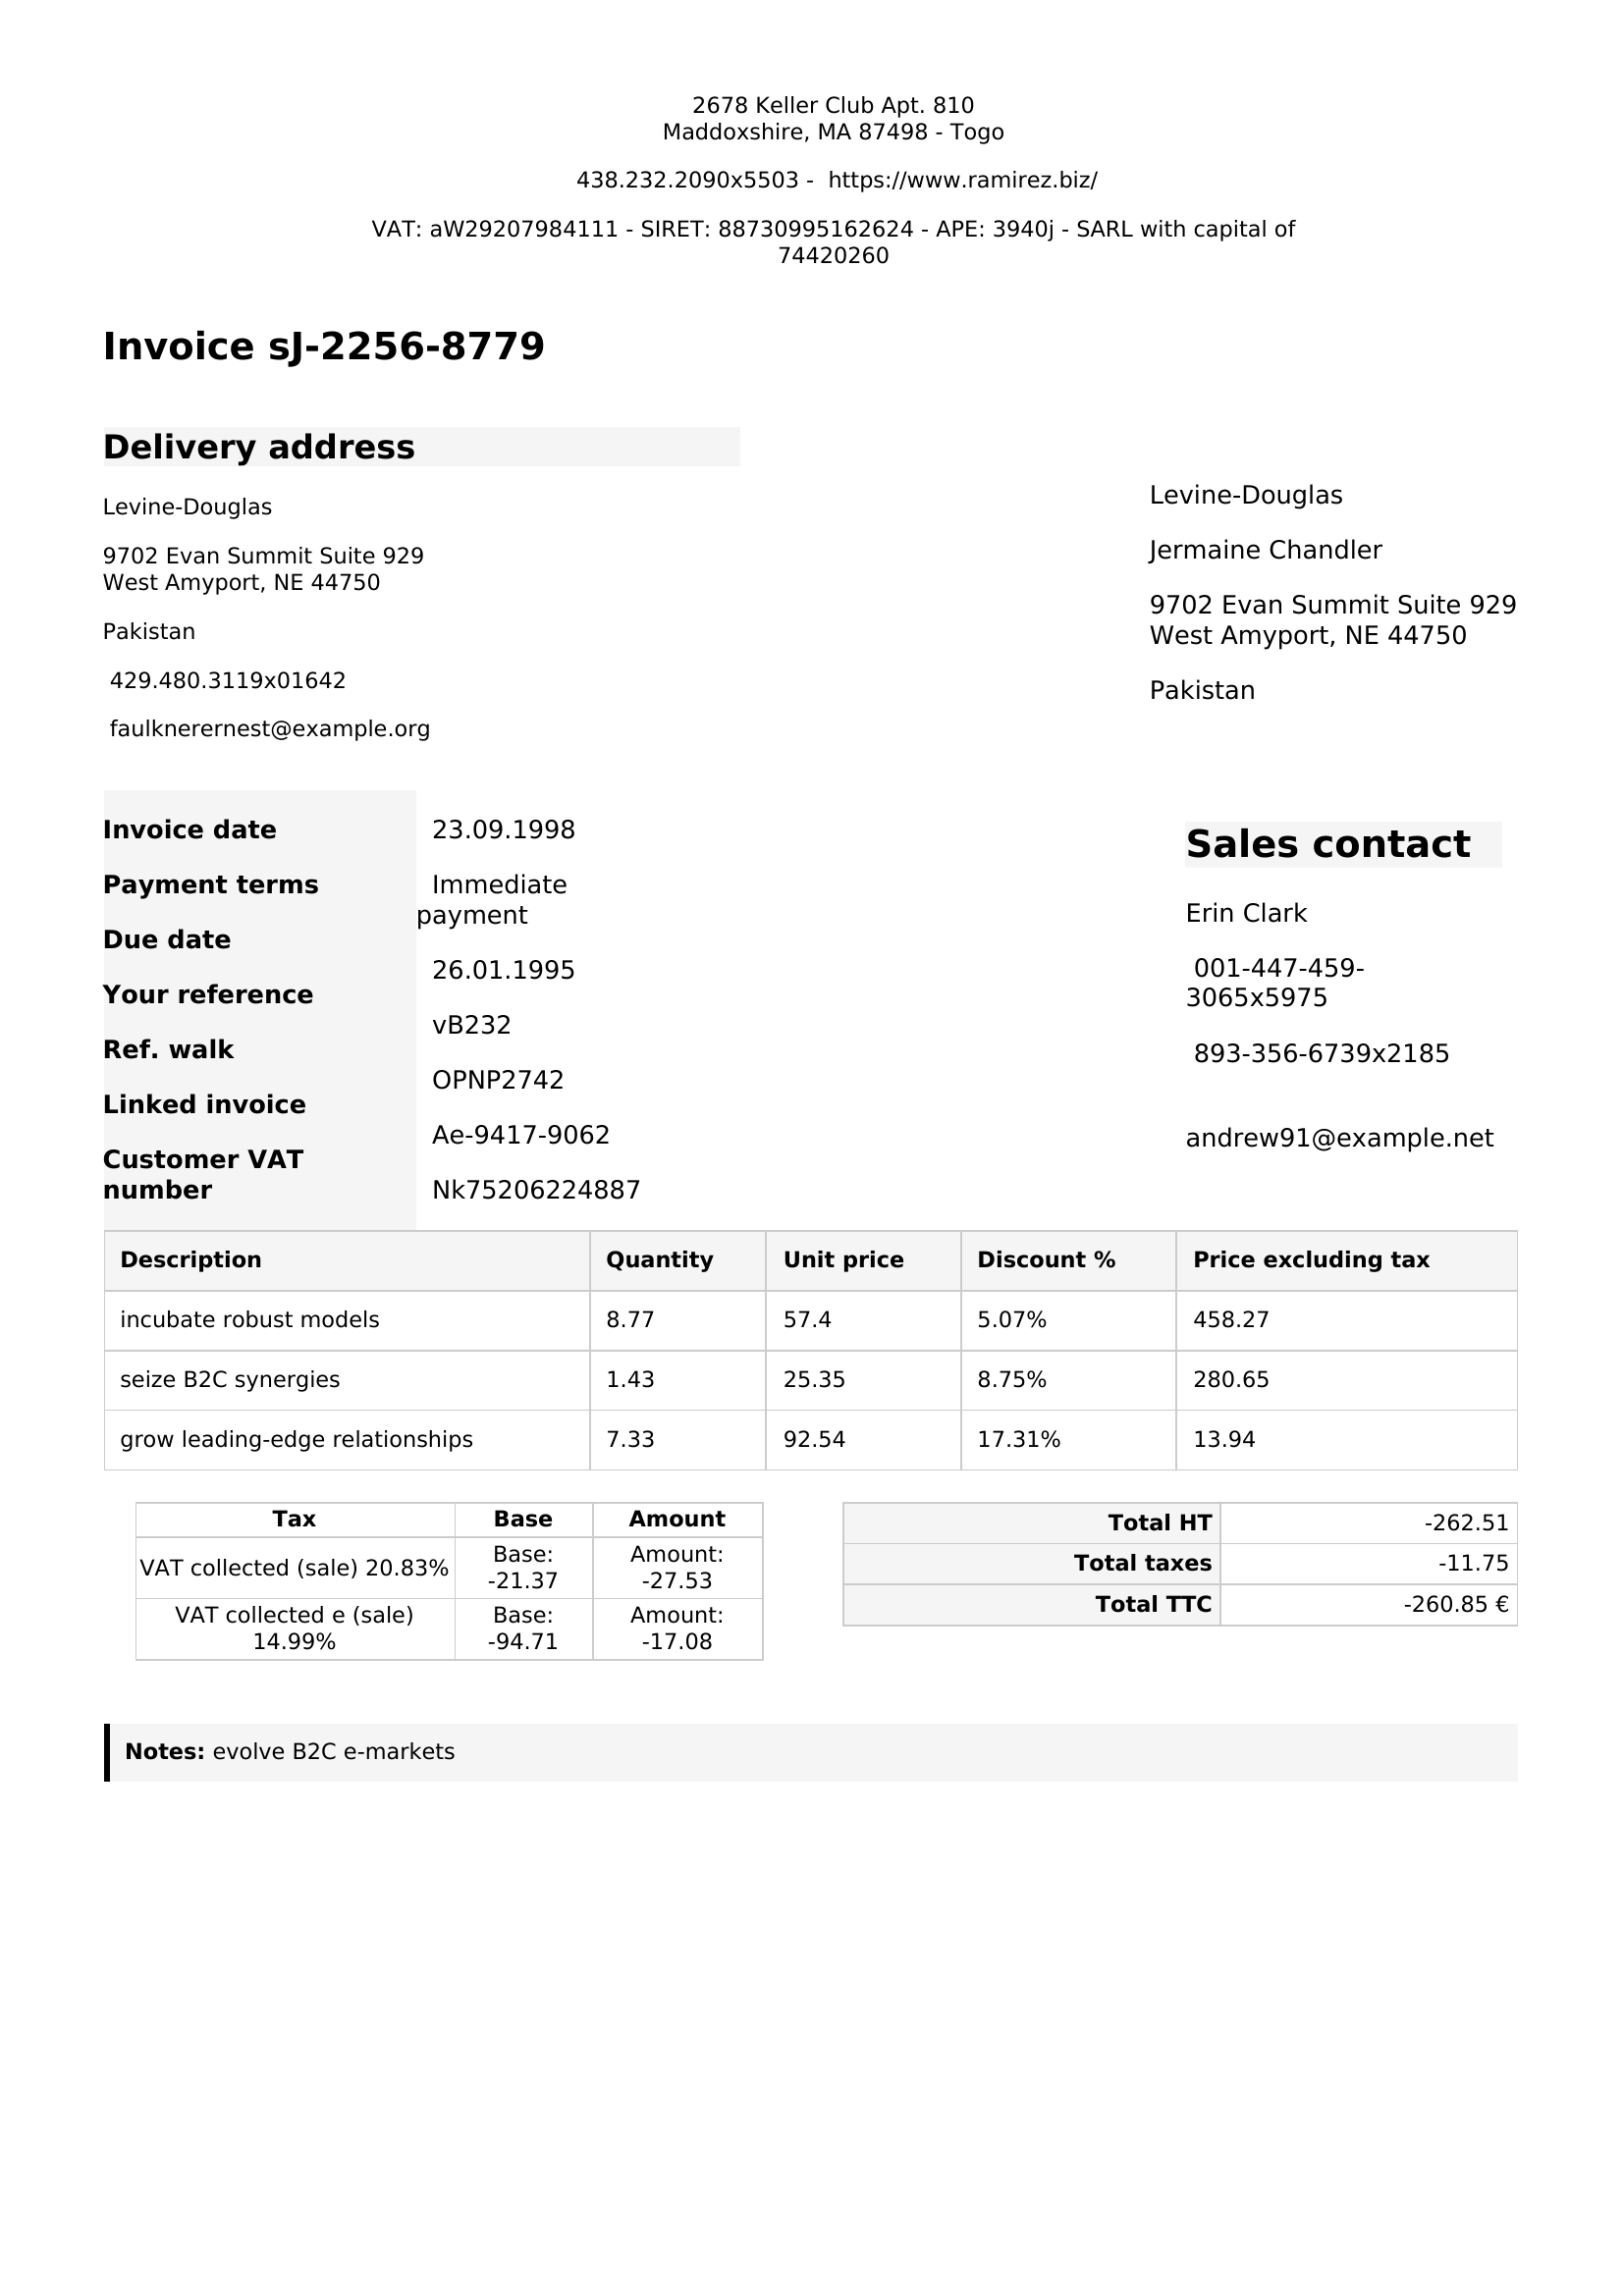 2678 Keller Club Apt. 810
Maddoxshire, MA 87498 - Togo
438.232.2090x5503 -  https://www.ramirez.biz/
VAT: aW29207984111 - SIRET: 88730995162624 - APE: 3940j - SARL with capital of
74420260
Invoice sJ-2256-8779
Delivery address
Levine-Douglas
9702 Evan Summit Suite 929
West Amyport, NE 44750
Pakistan
429.480.3119x01642
faulknerernest@example.org
Levine-Douglas
Jermaine Chandler
9702 Evan Summit Suite 929
West Amyport, NE 44750
Pakistan
Invoice date
Payment terms
Due date
Your reference
Ref. walk
Linked invoice
Customer VAT
number
23.09.1998
Immediate
payment
26.01.1995
vB232
OPNP2742
Ae-9417-9062
Nk75206224887
Sales contact
Erin Clark
001-447-459-
3065x5975
893-356-6739x2185
andrew91@example.net
Description Quantity Unit price Discount % Price excluding tax
incubate robust models 8.77 57.4 5.07% 458.27
seize B2C synergies 1.43 25.35 8.75% 280.65
grow leading-edge relationships 7.33 92.54 17.31% 13.94
Tax Base Amount
VAT collected (sale) 20.83% Base: -21.37 Amount: -27.53
VAT collected e (sale) 14.99% Base: -94.71 Amount: -17.08
Total HT -262.51
Total taxes -11.75
Total TTC -260.85 €
Notes: evolve B2C e-markets